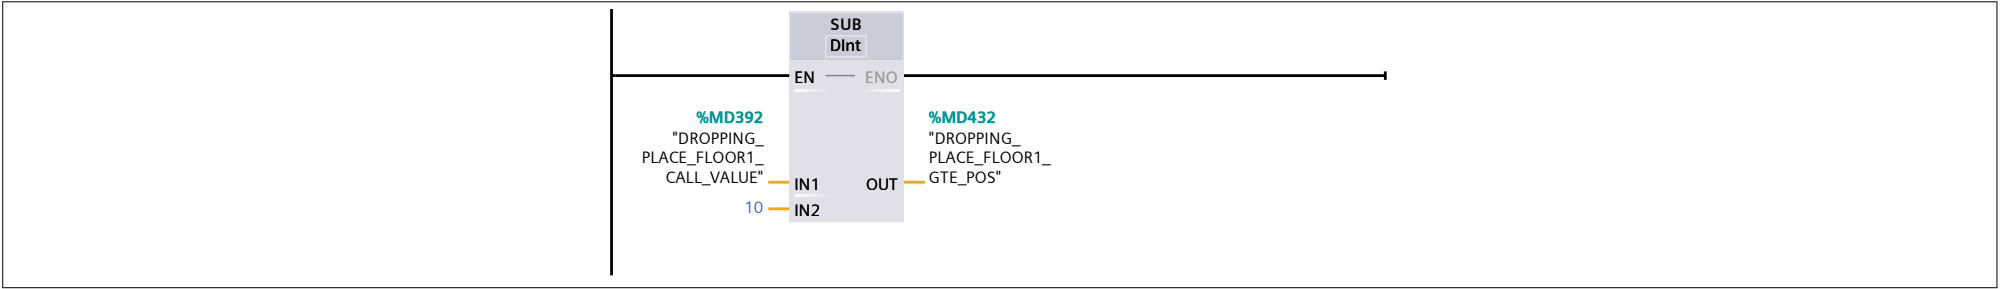 SUB
DInt
EN
ENO
%MD392
"DROPPING_
PLACE_FLOOR1_
CALL_VALUE"
IN1
10
IN2
%MD432
"DROPPING_
PLACE_FLOOR1_
GTE_POS"
OUT